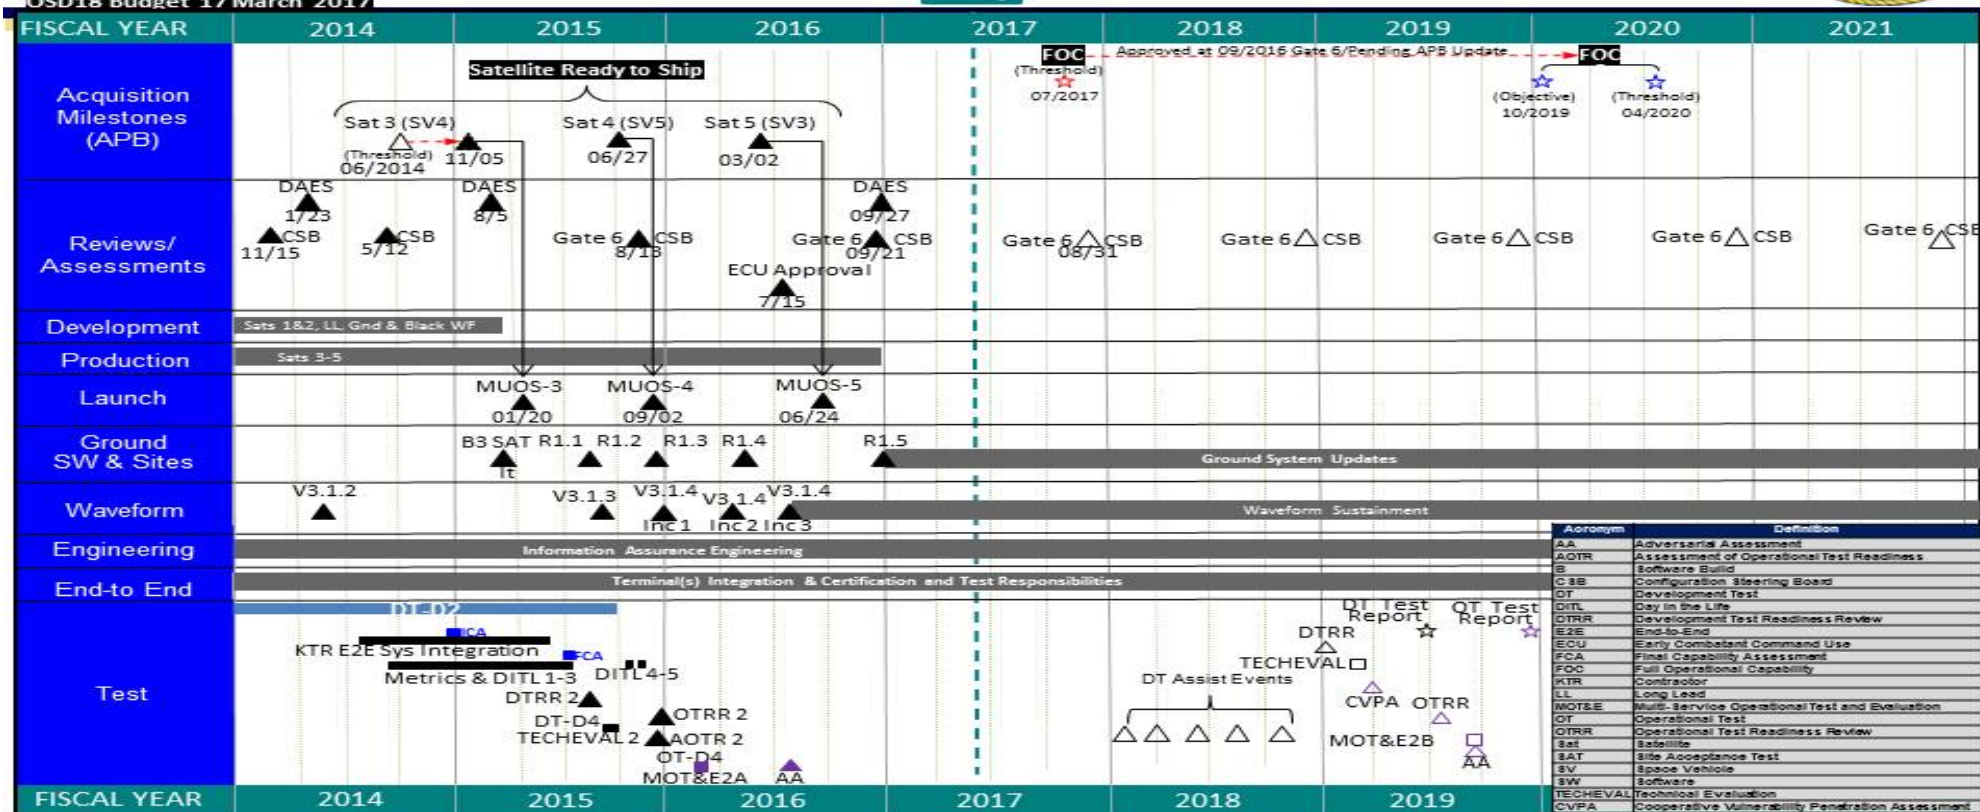 OSD18 Budget 17 March 2017
FISCAL YEAR 2014 2015 2016 2017 2018 2019 2020 2021
Acquisition
Milestones
(APB)
Satellite Ready to Ship
Sat 3 (SV4) Sat 4 (SV5) Sat 5 (SV3)
(Threshold)
06/2014
11/05 06/27 03/02
FOC Approved at 09/2016 Gate 6/Pending APB Update FOC
(Threshold)
07/2017
(Objective)
10/2019
(Threshold)
04/2020
Reviews/
Assessments
DAES DAES DAES
1/23 8/5 09/27
CSB CSB Gate 6 CSB Gate 6 CSB Gate 6 CSB Gate 6 CSB Gate 6 CSB Gate 6 CSB Gate 6 CSB
11/15 5/12 8/13 09/21 08/31
ECU Approval
7/15
Development
Sats 1&2, LL, Gnd & Black WF
Production
Sats 3-5
Launch
MUOS-3 MUOS-4 MUOS-5
01/20 09/02 06/24
Ground
SW & Sites
B3 SAT R1.1 R1.2 R1.3 R1.4 R1.5
It
Ground System Updates
Waveform
V3.1.2 V3.1.3 V3.1.4 V3.1.4 V3.1.4
Inc 1 Inc 2 Inc 3
Waveform Sustainment
Engineering
Information Assurance Engineering
End-to End
Terminal(s) Integration & Certification and Test Responsibilities
Test
DT-D2
ICA
KTR E2E Sys Integration
FCA
Metrics & DITL 1-3
DITL 4-5
DTRR 2
DT-D4
TECHEVAL 2
OTRR 2
AOTR 2
OT-D4
MOT&E2A AA
DT Assist Events
DTRR
TECHEVAL
CVPA OTRR
MOT&E2B
AA
DT Test
Report
OT Test
Report
Acronym Definition
AA Adversarial Assessment
AOTR Assessment of Operational Test Readiness
B Software Build
CSB Configuration Steering Board
DT Development Test
DITL Day in the Life
DTRR Development Test Readiness Review
E2E End-to-End
ECU Early Combatant Command Use
FCA Final Capability Assessment
FOC Full Operational Capability
KTR Contractor
LL Long Lead
MOT&E Multi-Service Operational Test and Evaluation
OT Operational Test
OTRR Operational Test Readiness Review
Sat Satellite
SAT Site Acceptance Test
SV Space Vehicle
SW Software
TECHEVAL Technical Evaluation
CVPA Cooperative Vulnerability Penetration Assessment
FISCAL YEAR 2014 2015 2016 2017 2018 2019